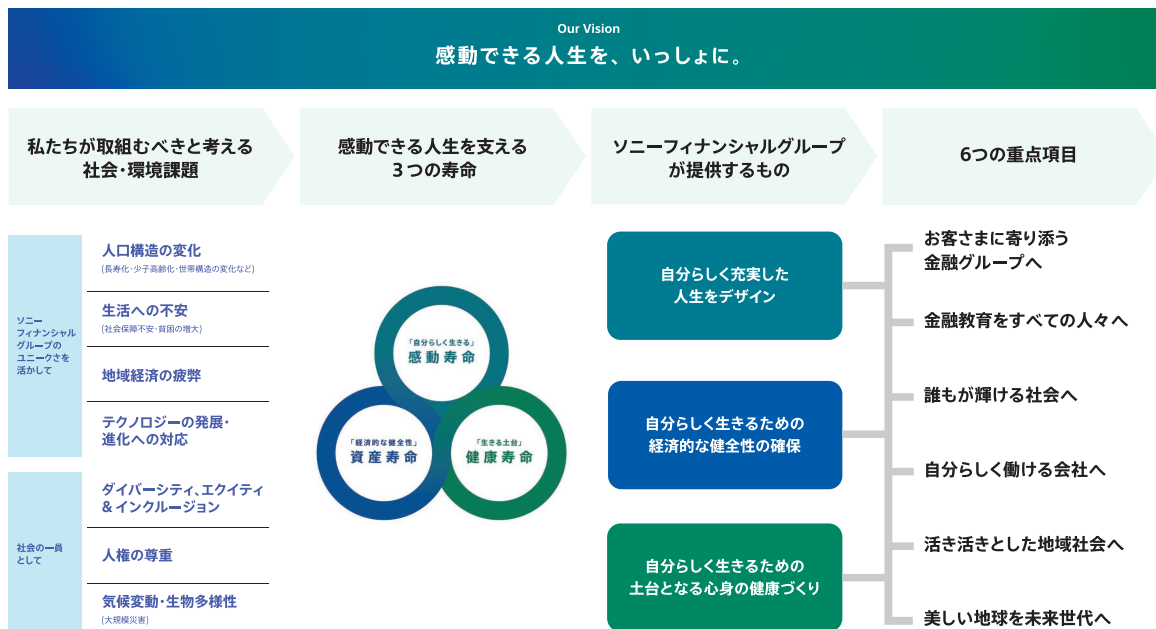 Our Vision
感動できる人生を、いっしょに。
私たちが取組むべきと考える
社会・環境課題
感動できる人生を支える
3つの寿命
ソニーフィナンシャルグループ
が提供するもの
6つの重点項目
ソニー
フィナンシャル
グループの
ユニークさを
活かして
人口構造の変化
(長寿化・少子高齢化・世帯構造の変化など)
生活への不安
(社会保障不安・貧困の増大)
地域経済の疲弊
テクノロジーの発展・
進化への対応
社会の一員
として
ダイバーシティ、エクイティ
& インクルージョン
人権の尊重
気候変動・生物多様性
(大規模災害)
「自分らしく生きる」
感動寿命
「経済的な健全性」
資産寿命
「生きる土台」
健康寿命
自分らしく充実した
人生をデザイン
自分らしく生きるための
経済的な健全性の確保
自分らしく生きるための
土台となる心身の健康づくり
お客さまに寄り添う
金融グループへ
金融教育をすべての人々へ
誰もが輝ける社会へ
自分らしく働ける会社へ
活き活きとした地域社会へ
美しい地球を未来世代へ